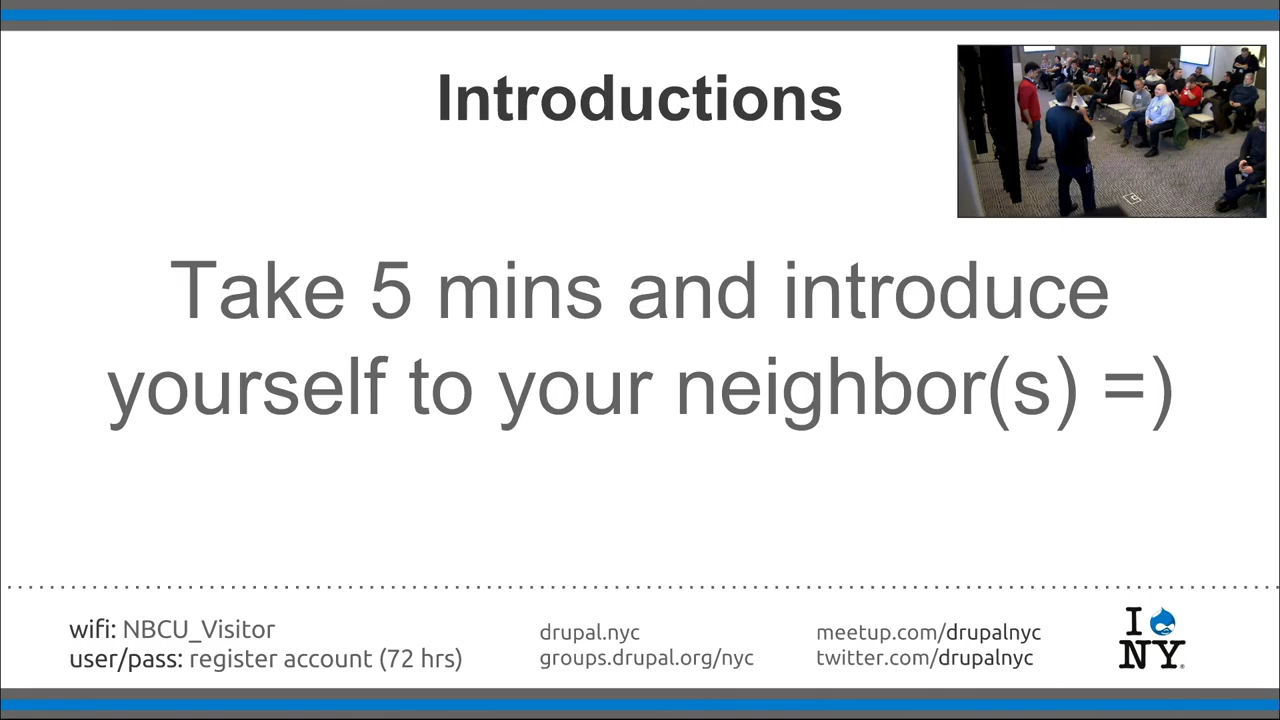 Introductions
Take 5 mins and introduce
yourself to your neighbor(s) =)
wifi: NBCU_Visitor
user/pass: register account (72 hrs)
drupal.nyc
groups.drupal.org/nyc
meetup.com/drupalnyc
twitter.com/drupalnyc
I
NY®